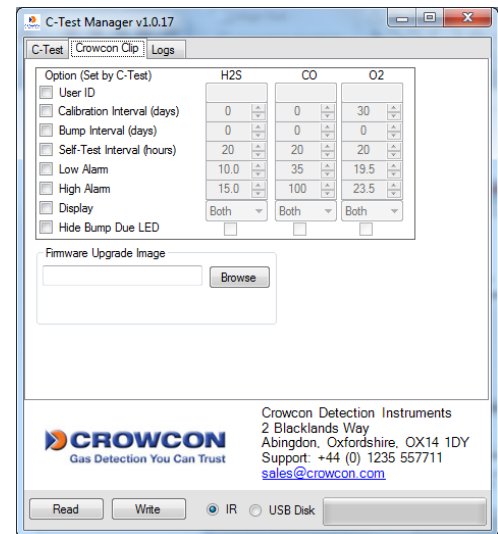 C-Test Manager v1.0.17
C-Test Crowcon Clip Logs
Option (Set by C-Test) H2S CO O2
User ID
Calibration Interval (days) 0 0 30
Bump Interval (days) 0 0 0
Self-Test Interval (hours) 20 20 20
Low Alarm 10.0 35 19.5
High Alarm 15.0 100 23.5
Display Both Both Both
Hide Bump Due LED
Firmware Upgrade Image
Browse
Crowcon Detection Instruments
2 Blacklands Way
Abingdon, Oxfordshire, OX14 1DY
Support: +44 (0) 1235 557711
sales@crowcon.com
CROWCON
Gas Detection You Can Trust
Read Write IR USB Disk